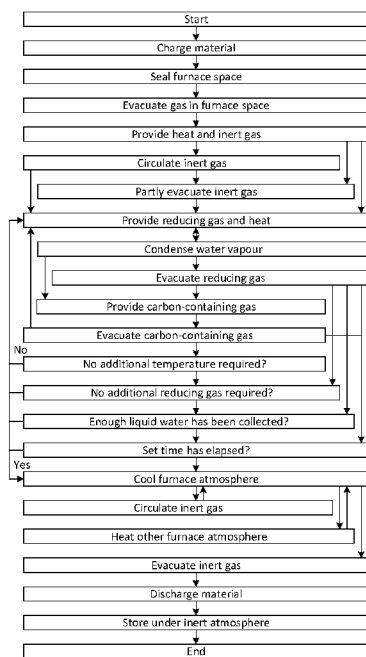 Start
Charge material
Seal furnace space
Evacuate gas in furnace space
Provide heat and inert gas
Circulate inert gas
Partly evacuate inert gas
Provide reducing gas and heat
Condense water vapour
Evacuate reducing gas
Provide carbon-containing gas
Evacuate carbon-containing gas
No
No additional temperature required?
No additional reducing gas required?
Enough liquid water has been collected?
Set time has elapsed?
Yes
Cool furnace atmosphere
Circulate inert gas
Heat other furnace atmosphere
Evacuate inert gas
Discharge material
Store under inert atmosphere
End